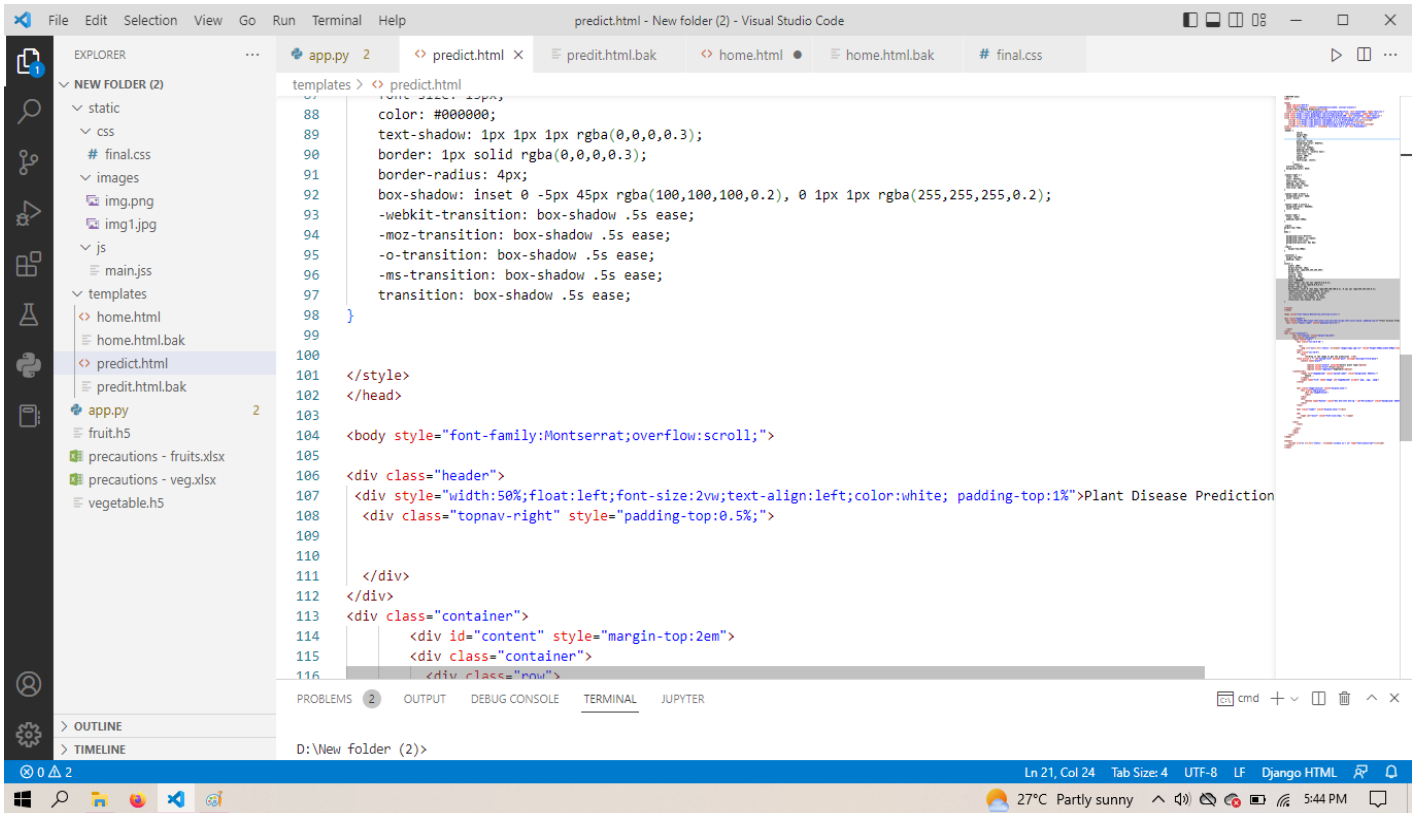 File Edit Selection View Go Run Terminal Help predict.html - New folder (2) - Visual Studio Code
EXPLORER ...
app.py 2 predict.html predit.html.bak home.html home.html.bak # final.css
NEW FOLDER (2)
static
css
# final.css
images
img.png
img1.jpg
js
main.jss
templates
home.html
home.html.bak
predict.html
predit.html.bak
app.py 2
fruit.h5
precautions - fruits.xlsx
precautions - veg.xlsx
vegetable.h5
OUTLINE
TIMELINE
1
templates > predict.html
87 font-size: 15px;
88 color: #000000;
89 text-shadow: 1px 1px 1px rgba(0,0,0,0.3);
90 border: 1px solid rgba(0,0,0,0.3);
91 border-radius: 4px;
92 box-shadow: inset 0 -5px 45px rgba(100,100,100,0.2), 0 1px 1px rgba(255,255,255,0.2);
93 -webkit-transition: box-shadow .5s ease;
94 -moz-transition: box-shadow .5s ease;
95 -o-transition: box-shadow .5s ease;
96 -ms-transition: box-shadow .5s ease;
97 transition: box-shadow .5s ease;
98 }
99
100
101 </style>
102 </head>
103
104 <body style="font-family:Montserrat;overflow:scroll;">
105
106 <div class="header">
107 <div style="width:50%;float:left;font-size:2vw;text-align:left;color:white; padding-top:1%">Plant Disease Prediction
108 <div class="topnav-right" style="padding-top:0.5%;">
109
110
111 </div>
112 </div>
113 <div class="container">
114 <div id="content" style="margin-top:2em">
115 <div class="container">
116 <div class="row">
PROBLEMS 2 OUTPUT DEBUG CONSOLE TERMINAL JUPYTER cmd
D:\New folder (2)>
0 2 Ln 21, Col 24 Tab Size: 4 UTF-8 LF Django HTML
27°C Partly sunny 5:44 PM